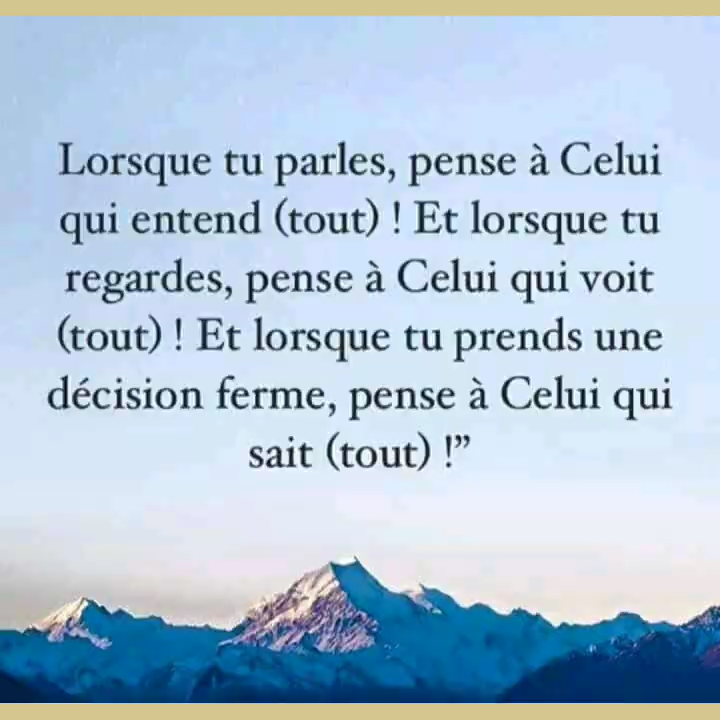 Lorsque tu parles, pense à Celui
qui entend (tout) ! Et lorsque tu
regardes, pense à Celui qui voit
(tout) ! Et lorsque tu prends une
décision ferme, pense à Celui qui
sait (tout) !”